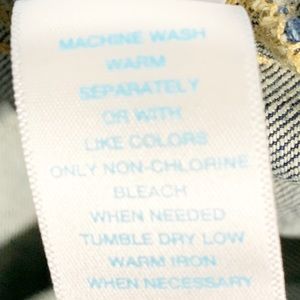 MACHINE WASH
WARM
SEPARATELY
OR WITH
LIKE COLORS
ONLY NON-CHLORINE
BLEACH
WHEN NEEDED
TUMBLE DRY LOW
WARM IRON
WHEN NECESSARY